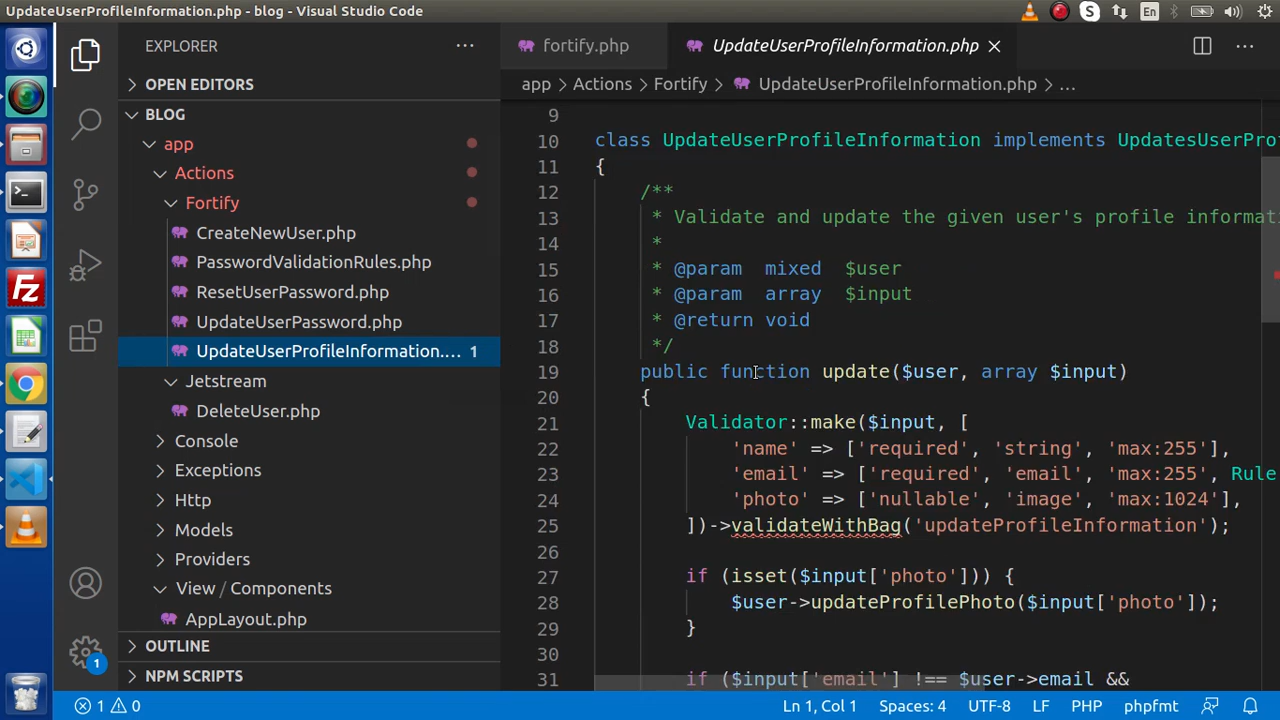 UpdateUserProfileInformation.php - blog - Visual Studio Code
En
EXPLORER
OPEN EDITORS
BLOG
app
Actions
Fortify
CreateNewUser.php
PasswordValidationRules.php
ResetUserPassword.php
UpdateUserPassword.php
UpdateUserProfileInformation.... 1
Jetstream
DeleteUser.php
Console
Exceptions
Http
Models
Providers
View / Components
AppLayout.php
OUTLINE
NPM SCRIPTS
1
fortify.php
UpdateUserProfileInformation.php
app > Actions > Fortify > UpdateUserProfileInformation.php > ...
9
10 class UpdateUserProfileInformation implements UpdatesUserPro
11 {
12 /**
13 * Validate and update the given user's profile informati
14 *
15 * @param mixed $user
16 * @param array $input
17 * @return void
18 */
19 public function update($user, array $input)
20 {
21 Validator::make($input, [
22 'name' => ['required', 'string', 'max:255'],
23 'email' => ['required', 'email', 'max:255', Rule
24 'photo' => ['nullable', 'image', 'max:1024'],
25 ])->validateWithBag('updateProfileInformation');
26
27 if (isset($input['photo'])) {
28 $user->updateProfilePhoto($input['photo']);
29 }
30
31 if ($input['email'] !== $user->email &&
1 0 Ln 1, Col 1 Spaces: 4 UTF-8 LF PHP phpfmt